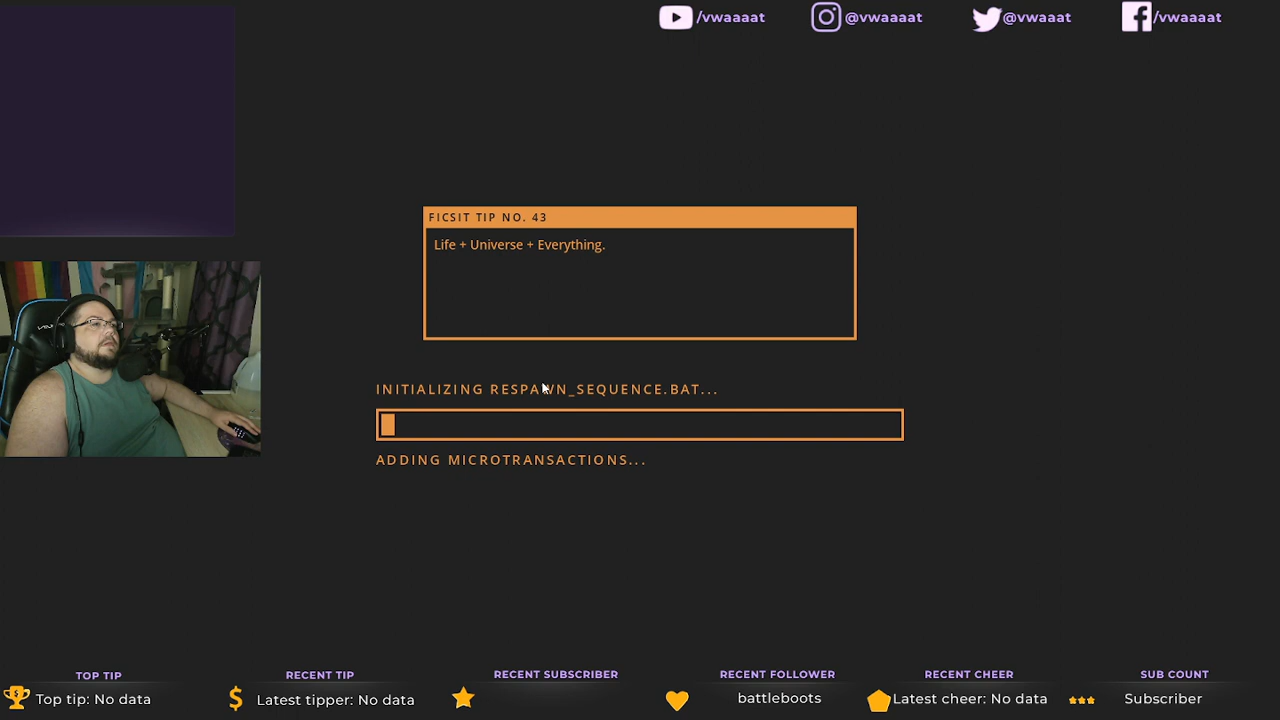 /vwaaaat
@vwaaaat
@vwaaaat
/vwaaaat
FICSIT TIP NO. 43
Life + Universe + Everything.
INITIALIZING RESPAWN_SEQUENCE.BAT...
ADDING MICROTRANSACTIONS...
TOP TIP
Top tip: No data
RECENT TIP
Latest tipper: No data
RECENT SUBSCRIBER
RECENT FOLLOWER
battleboots
RECENT CHEER
Latest cheer: No data
SUB COUNT
Subscriber